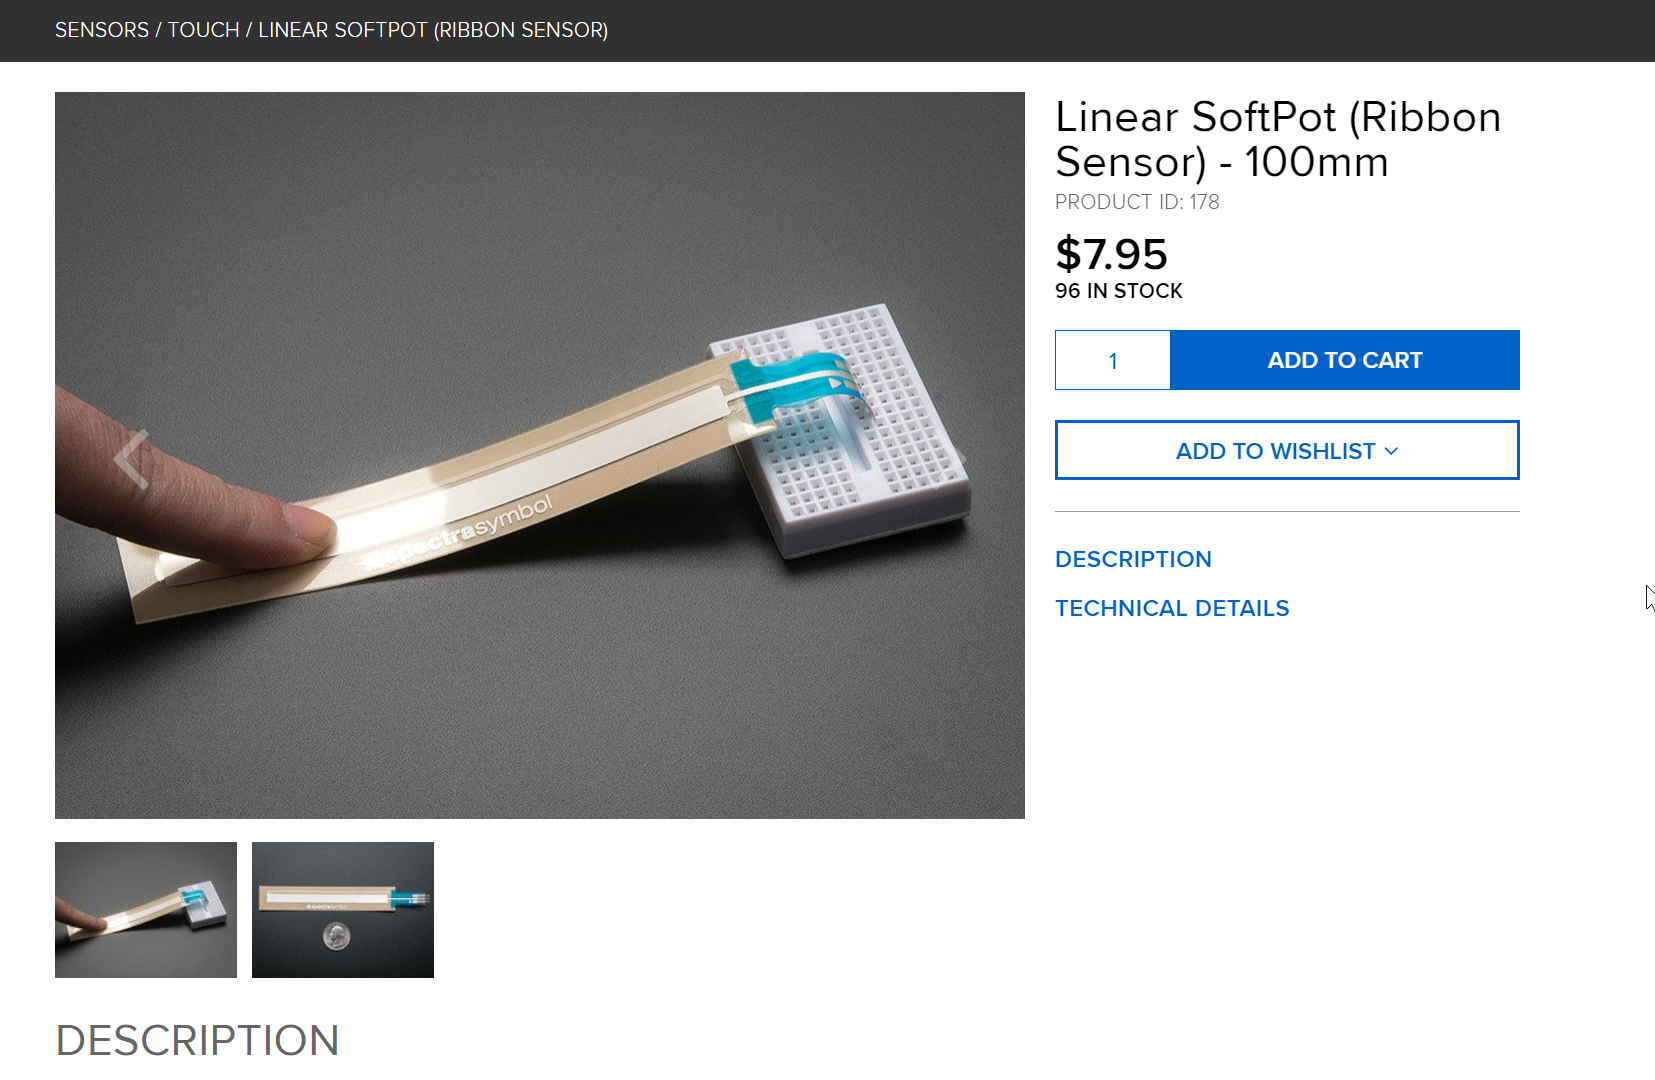 SENSORS / TOUCH / LINEAR SOFTPOT (RIBBON SENSOR)
Linear SoftPot (Ribbon
Sensor) - 100mm
PRODUCT ID: 178
$7.95
96 IN STOCK
1
ADD TO CART
ADD TO WISHLIST
DESCRIPTION
TECHNICAL DETAILS
spectrasymbol
DESCRIPTION